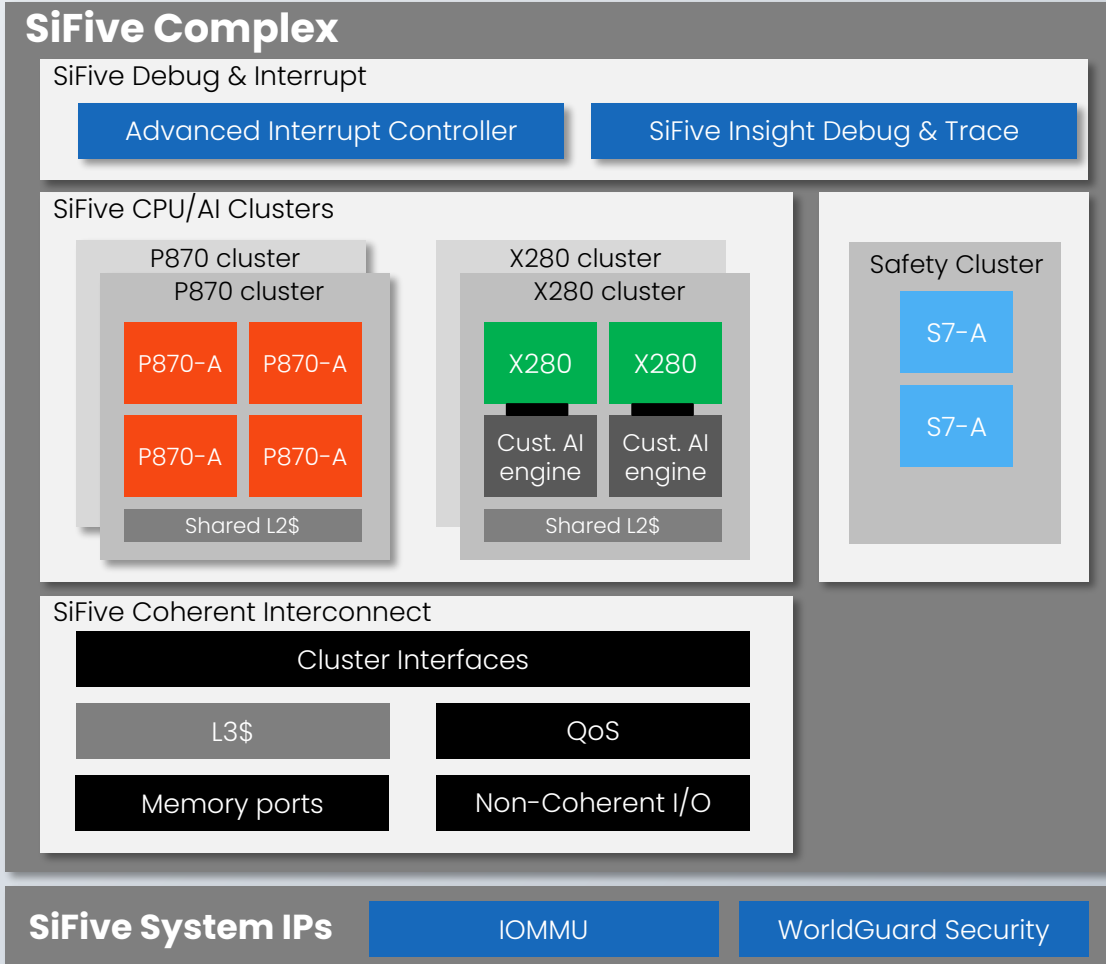 SiFive Complex
SiFive Debug & Interrupt
Advanced Interrupt Controller
SiFive Insight Debug & Trace
SiFive CPU/AI Clusters
P870 cluster
P870 cluster
P870-A
P870-A
P870-A
P870-A
Shared L2$
X280 cluster
X280 cluster
X280
X280
Cust. AI
engine
Cust. AI
engine
Shared L2$
Safety Cluster
S7-A
S7-A
SiFive Coherent Interconnect
Cluster Interfaces
L3$
QoS
Memory ports
Non-Coherent I/O
SiFive System IPs
IOMMU
WorldGuard Security